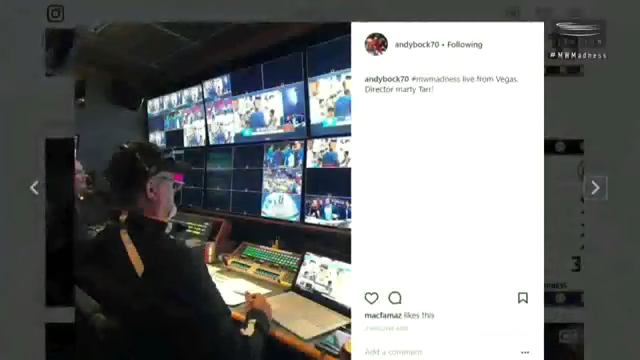 andybock70 • Following
#MWMadness
andybock70 #mwmadness live from Vegas.
Director marty Tarr!
macfamaz likes this
Add a comment